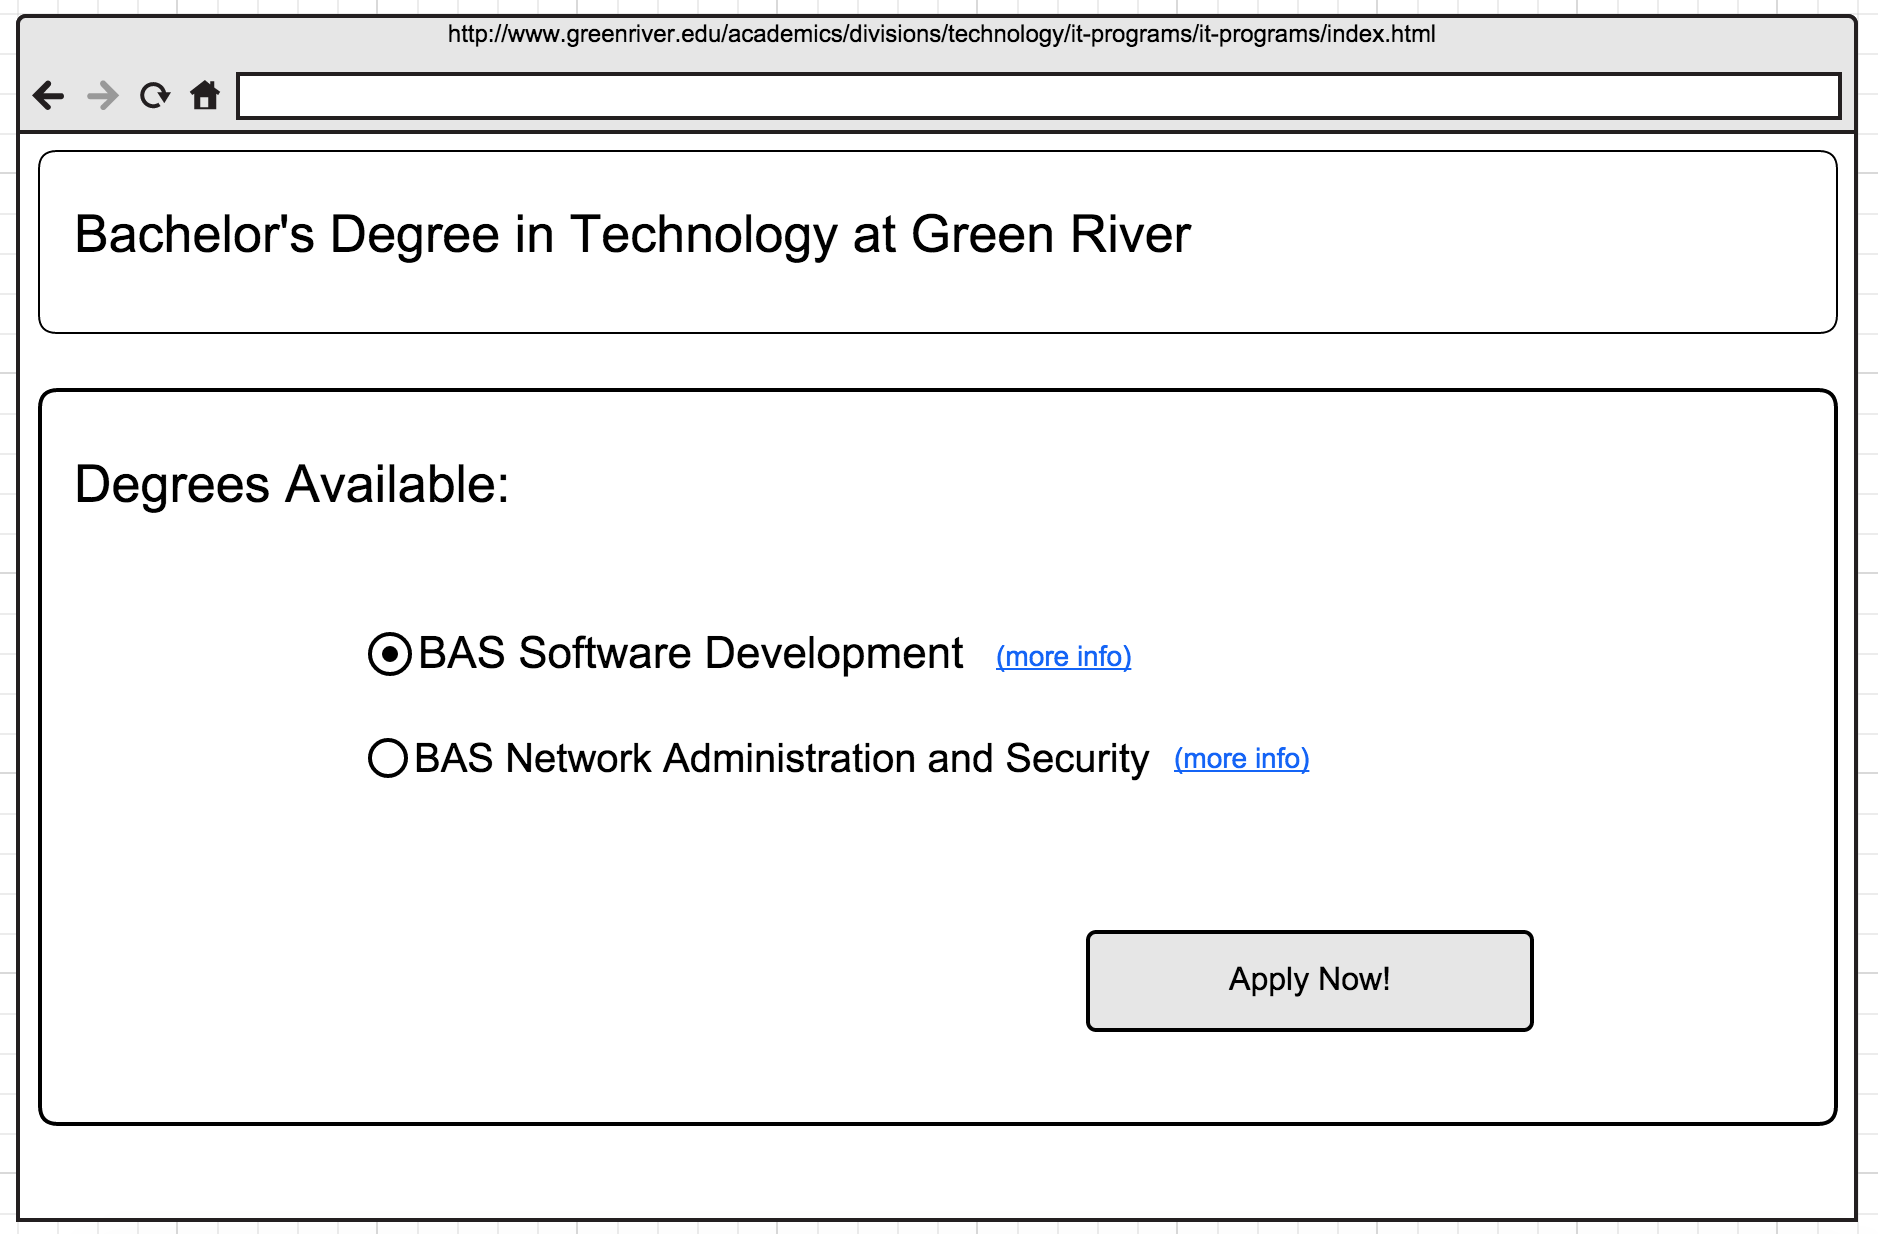 http://www.greenriver.edu/academics/divisions/technology/it-programs/it-programs/index.html
Bachelor's Degree in Technology at Green River
Degrees Available:
BAS Software Development (more info)
BAS Network Administration and Security (more info)
Apply Now!